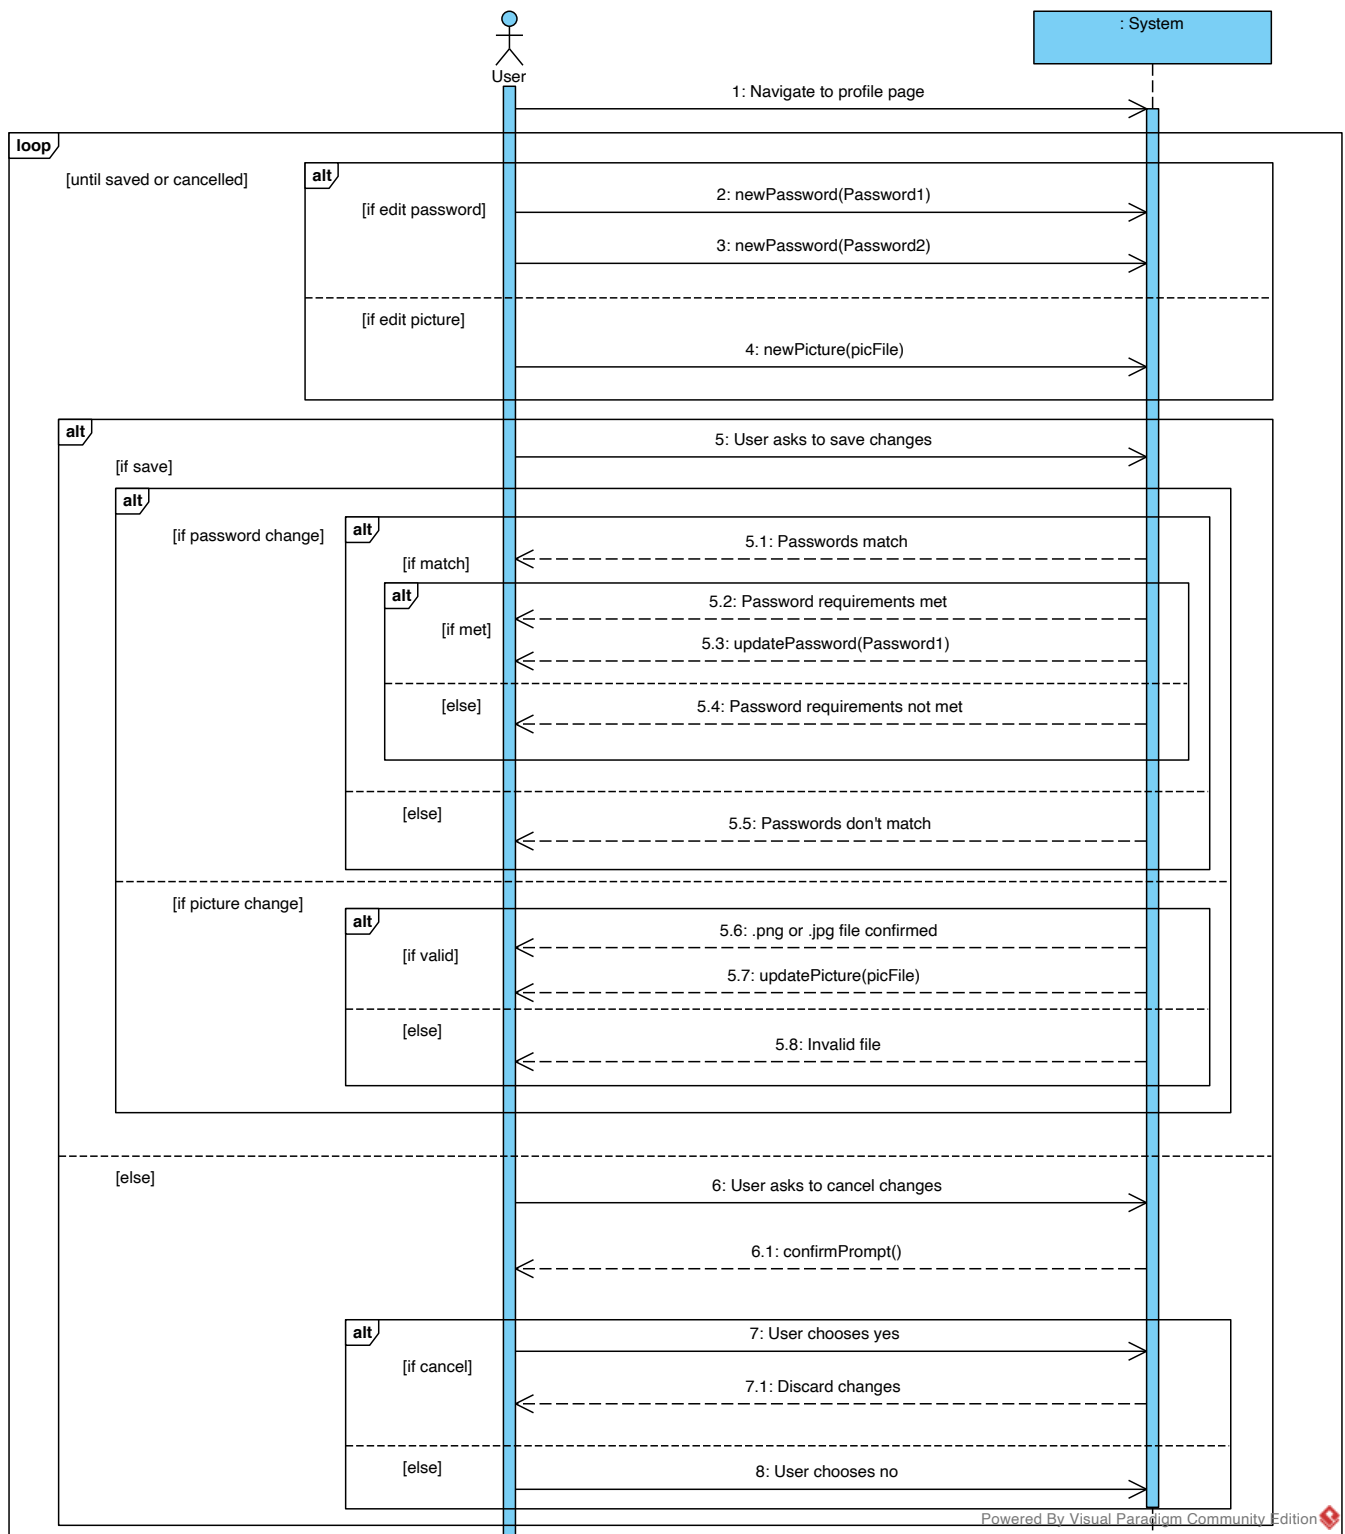 : System
User
1: Navigate to profile page
loop
[until saved or cancelled]
alt
2: newPassword(Password1)
[if edit password]
3: newPassword(Password2)
[if edit picture]
4: newPicture(picFile)
alt
5: User asks to save changes
[if save]
alt
[if password change]
alt
5.1: Passwords match
[if match]
alt
5.2: Password requirements met
[if met]
5.3: updatePassword(Password1)
[else]
5.4: Password requirements not met
[else]
5.5: Passwords don't match
[if picture change]
alt
5.6: .png or .jpg file confirmed
[if valid]
5.7: updatePicture(picFile)
[else]
5.8: Invalid file
[else]
6: User asks to cancel changes
6.1: confirmPrompt()
alt
7: User chooses yes
[if cancel]
7.1: Discard changes
[else]
8: User chooses no
Powered By Visual Paradigm Community Edition